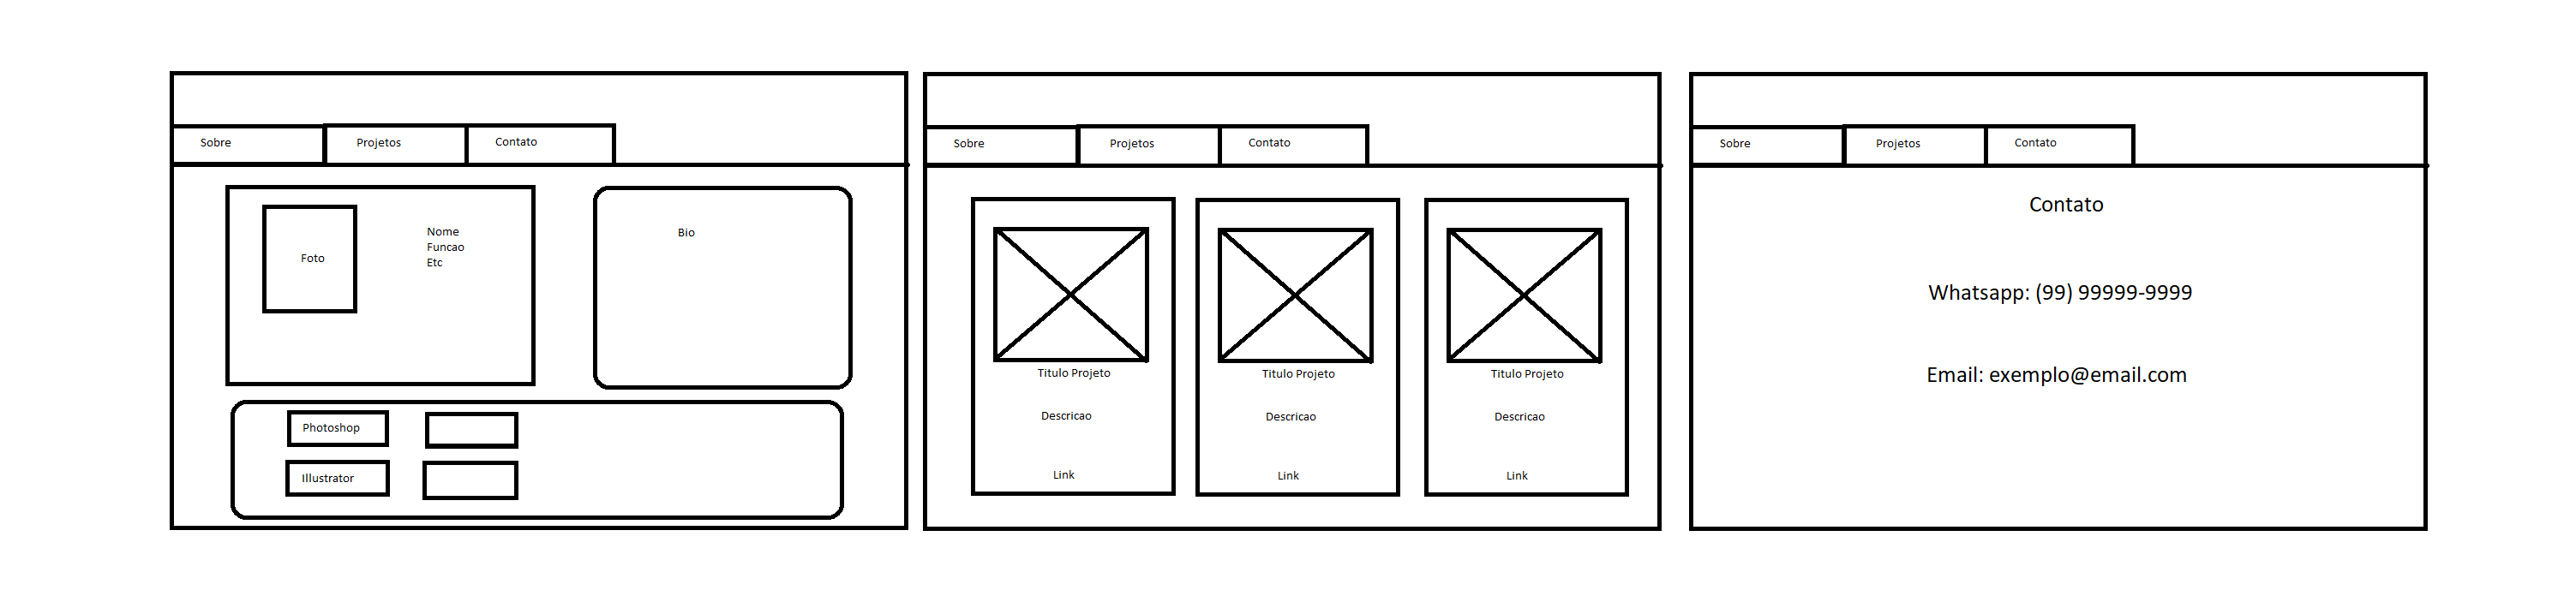 Sobre
Projetos
Contato
Foto
Nome
Funcao
Etc
Bio
Photoshop
Illustrator
Sobre
Projetos
Contato
Titulo Projeto
Descricao
Link
Titulo Projeto
Descricao
Link
Titulo Projeto
Descricao
Link
Sobre
Projetos
Contato
Contato
Whatsapp: (99) 99999-9999
Email: exemplo@email.com